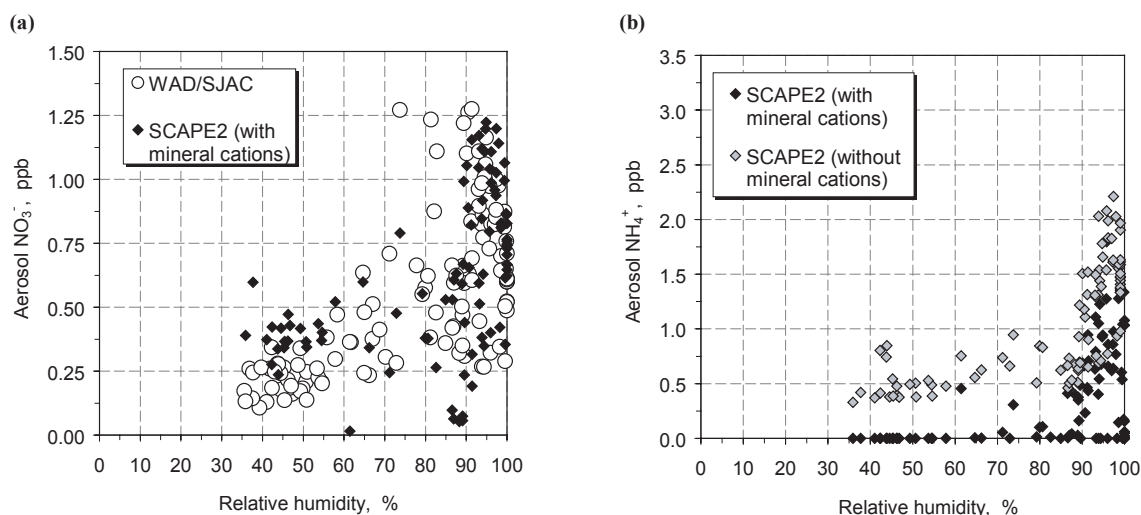 (a)
1.50
1.25
1.00
0.75
0.50
0.25
0.00
Aerosol NO₃⁻, ppb
WAD/SJAC
SCAPE2 (with
mineral cations)
0 10 20 30 40 50 60 70 80 90 100
Relative humidity, %
(b)
3.5
3.0
2.5
2.0
1.5
1.0
0.5
0.0
Aerosol NH₄⁺, ppb
SCAPE2 (with
mineral cations)
SCAPE2 (without
mineral cations)
0 10 20 30 40 50 60 70 80 90 100
Relative humidity, %